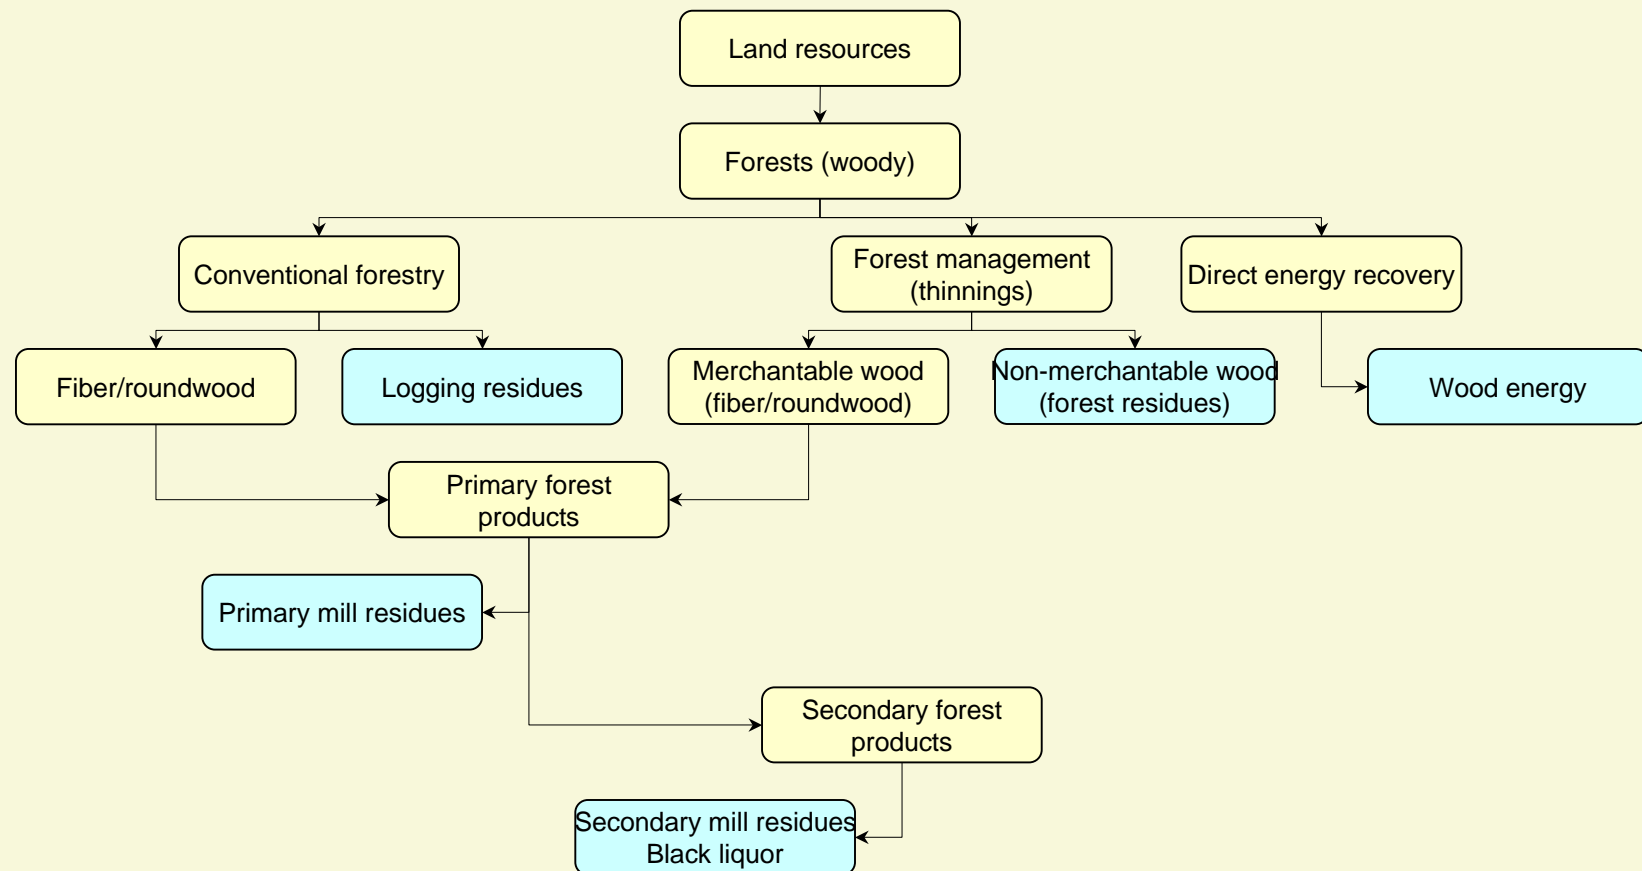 Land resources
Forests (woody)
Conventional forestry
Forest management
(thinnings)
Direct energy recovery
Fiber/roundwood
Logging residues
Merchantable wood
(fiber/roundwood)
Non-merchantable wood
(forest residues)
Wood energy
Primary forest
products
Primary mill residues
Secondary forest
products
Secondary mill residues
Black liquor